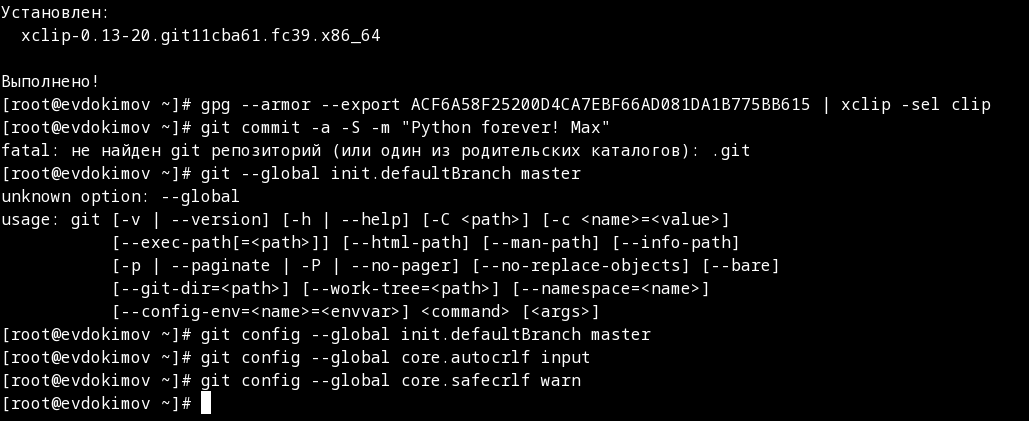 Установлен:
  xclip-0.13-20.git11cba61.fc39.x86_64
Выполнено!
[root@evdokimov ~]# gpg --armor --export ACF6A58F25200D4CA7EBF66AD081DA1B775BB615 | xclip -sel clip
[root@evdokimov ~]# git commit -a -S -m "Python forever! Max"
fatal: не найден git репозиторий (или один из родительских каталогов): .git
[root@evdokimov ~]# git --global init.defaultBranch master
unknown option: --global
usage: git [-v | --version] [-h | --help] [-C <path>] [-c <name>=<value>]
           [--exec-path[=<path>]] [--html-path] [--man-path] [--info-path]
           [-p | --paginate | -P | --no-pager] [--no-replace-objects] [--bare]
           [--git-dir=<path>] [--work-tree=<path>] [--namespace=<name>]
           [--config-env=<name>=<envvar>] <command> [<args>]
[root@evdokimov ~]# git config --global init.defaultBranch master
[root@evdokimov ~]# git config --global core.autocrlf input
[root@evdokimov ~]# git config --global core.safecrlf warn
[root@evdokimov ~]#